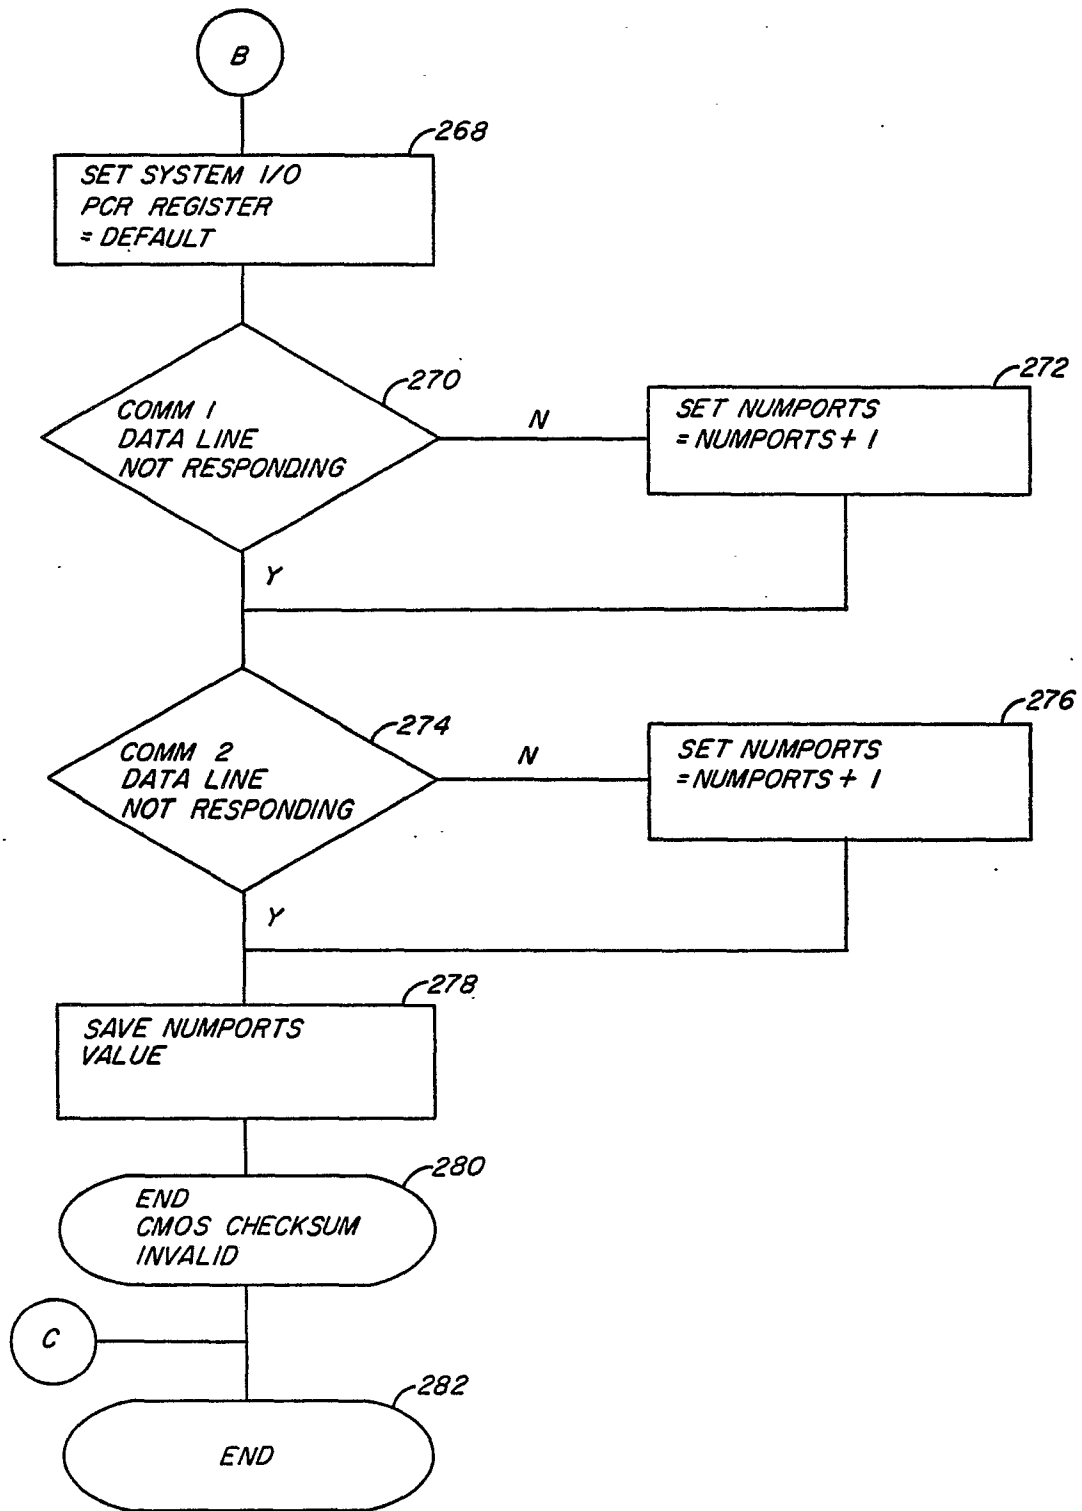 B
268
SET SYSTEM I/O
PCR REGISTER
= DEFAULT
270
COMM 1
DATA LINE
NOT RESPONDING
N
272
SET NUMPORTS
= NUMPORTS + 1
Y
274
COMM 2
DATA LINE
NOT RESPONDING
N
276
SET NUMPORTS
= NUMPORTS + 1
Y
278
SAVE NUMPORTS
VALUE
280
END
CMOS CHECKSUM
INVALID
C
282
END